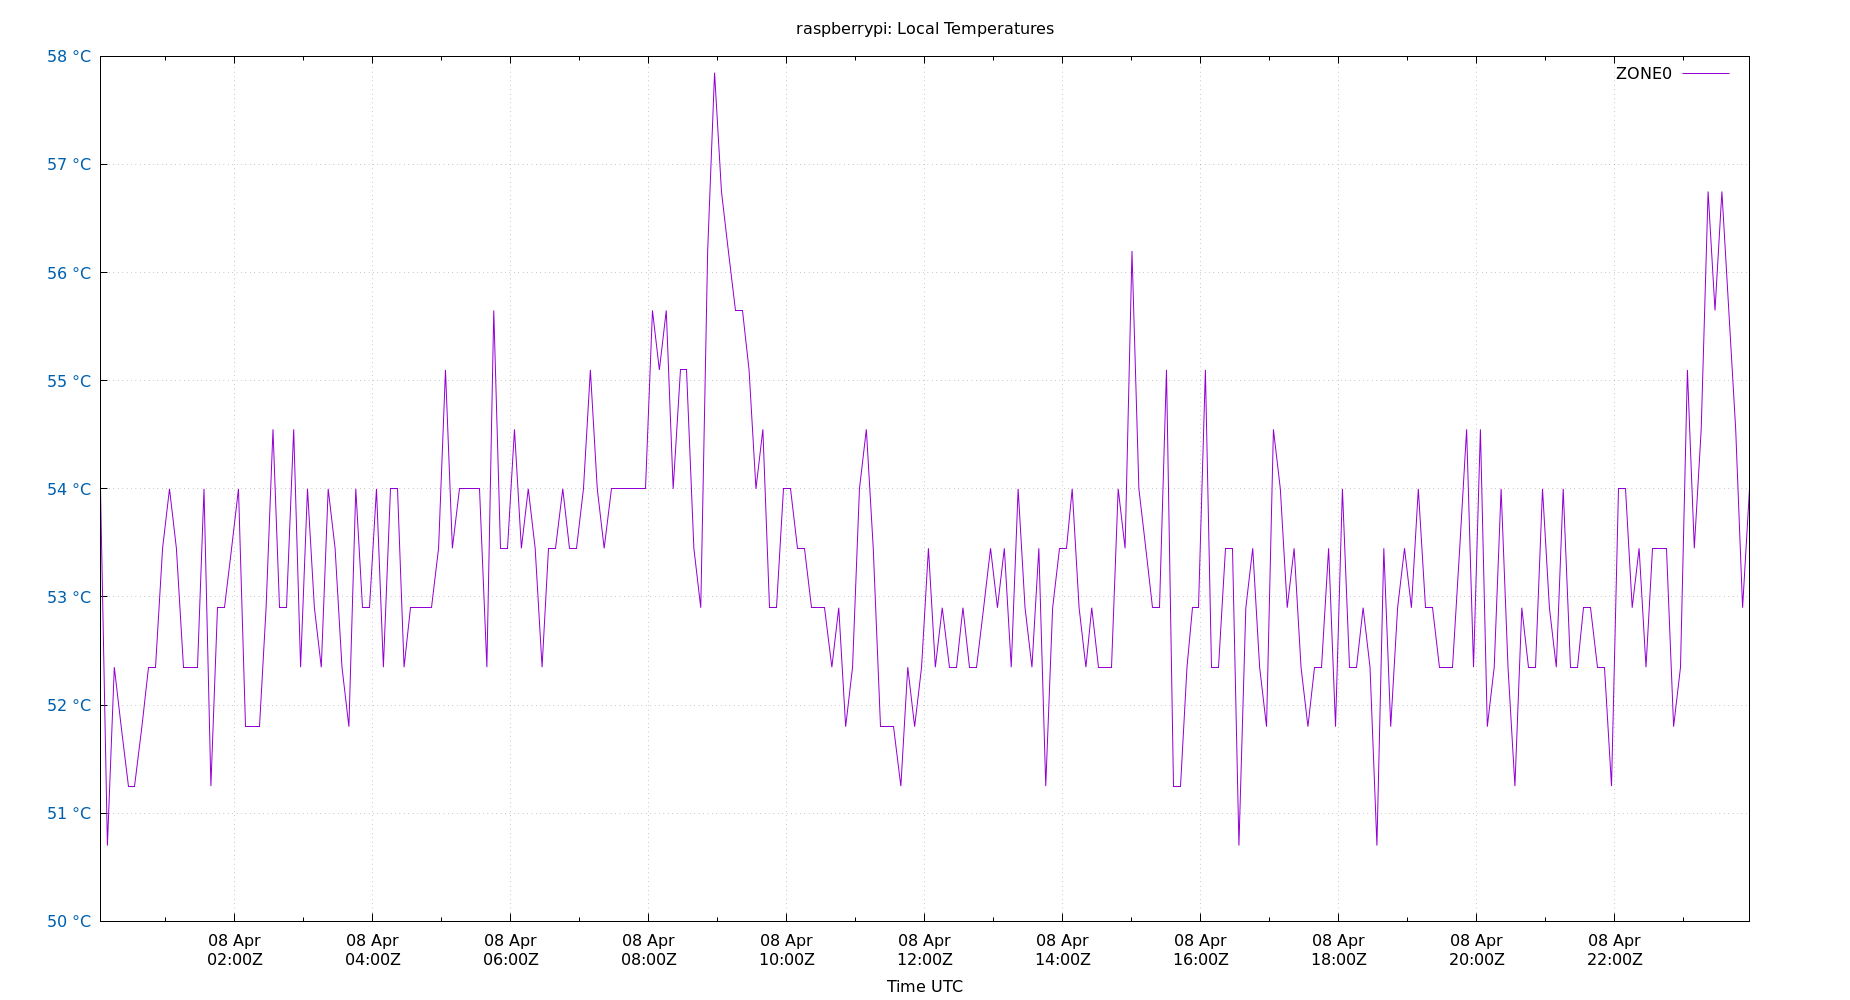 raspberrypi: Local Temperatures
58 °C
57 °C
56 °C
55 °C
54 °C
53 °C
52 °C
51 °C
50 °C
ZONE0
08 Apr 08 Apr 08 Apr 08 Apr 08 Apr 08 Apr 08 Apr 08 Apr 08 Apr 08 Apr 08 Apr
02:00Z 04:00Z 06:00Z 08:00Z 10:00Z 12:00Z 14:00Z 16:00Z 18:00Z 20:00Z 22:00Z
Time UTC